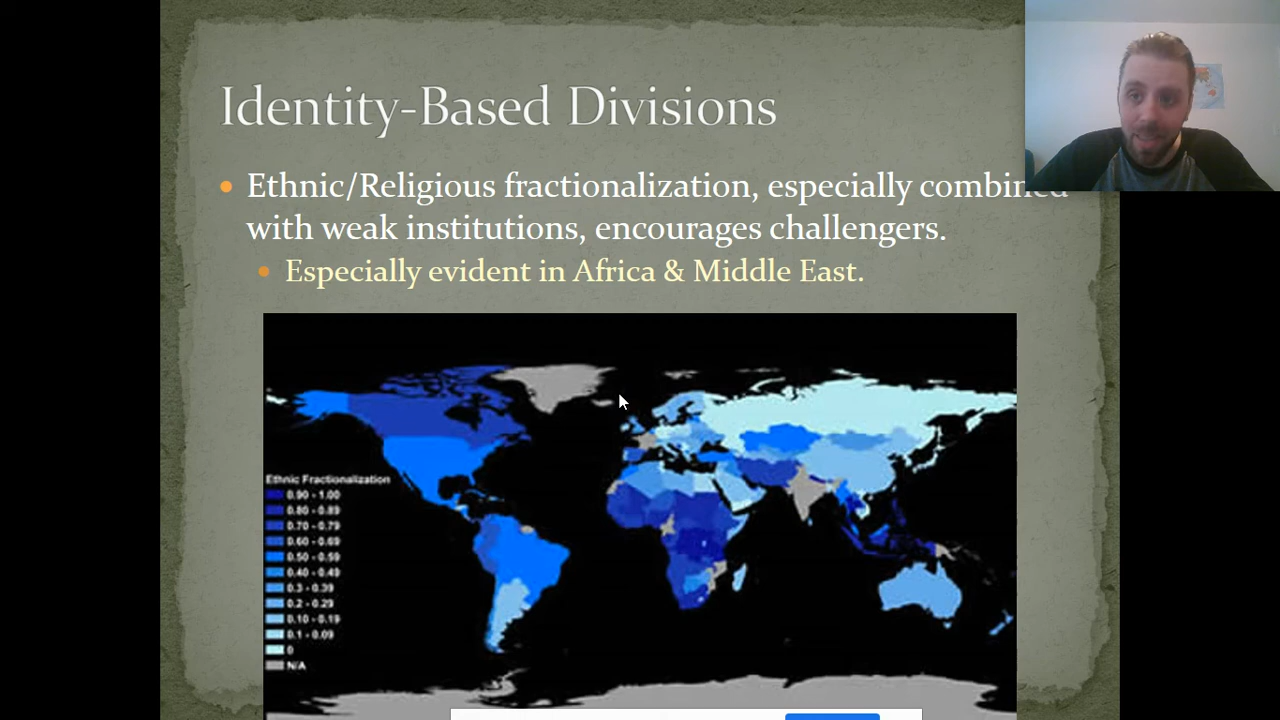 Identity-Based Divisions
Ethnic/Religious fractionalization, especially combined
with weak institutions, encourages challengers.
Especially evident in Africa & Middle East.
Ethnic Fractionalization
0.90 - 1.00
0.80 - 0.89
0.70 - 0.79
0.60 - 0.69
0.50 - 0.59
0.40 - 0.49
0.3 - 0.39
0.2 - 0.29
0.10 - 0.19
0.1 - 0.09
0
N/A